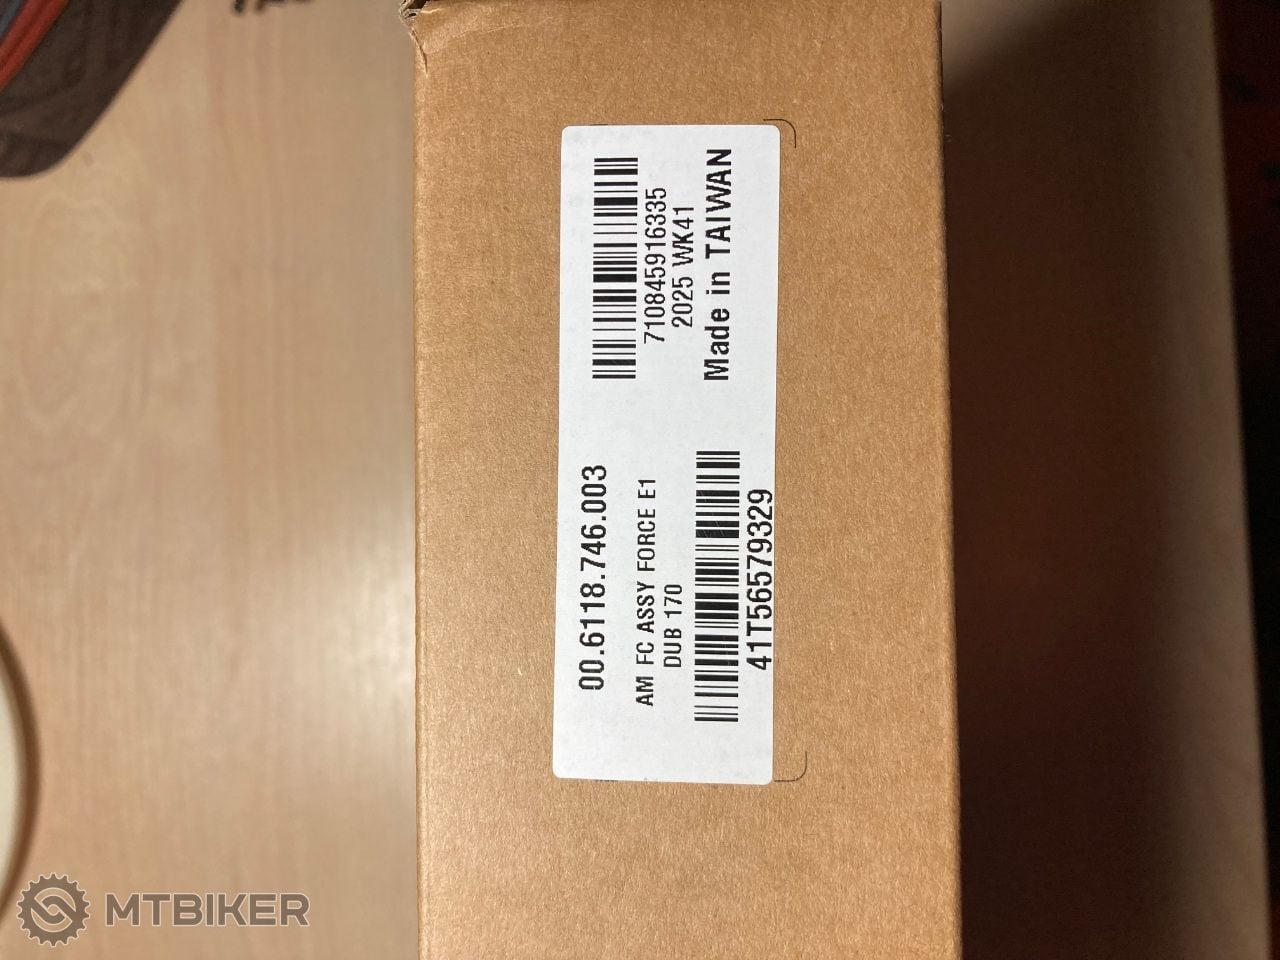 00.6118.746.003
AM FC ASSY FORCE E1
DUB 170
41T56579329
710845916335
2025 WK41
Made in TAIWAN
MTBIKER